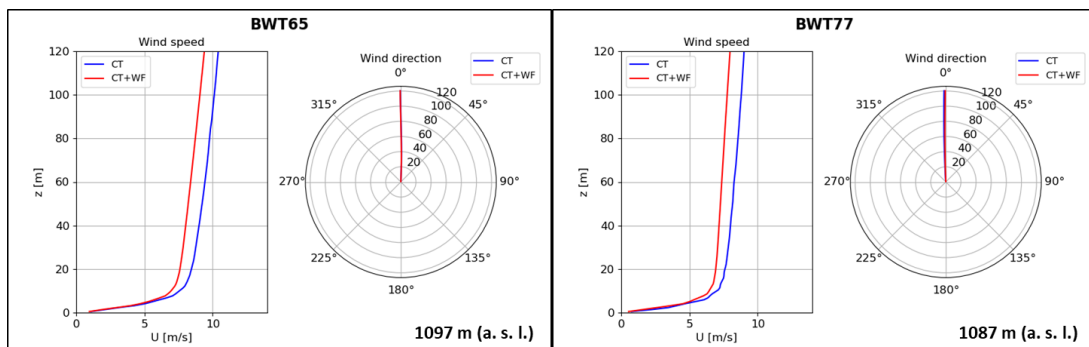 BWT65
Wind speed
CT
CT+WF
120
100
80
60
40
20
0
z [m]
0
5
10
U [m/s]
Wind direction
CT
CT+WF
0°
45°
90°
135°
180°
225°
270°
315°
120
100
80
60
40
20
1097 m (a. s. l.)
BWT77
Wind speed
CT
CT+WF
120
100
80
60
40
20
0
z [m]
0
5
10
U [m/s]
Wind direction
CT
CT+WF
0°
45°
90°
135°
180°
225°
270°
315°
120
100
80
60
40
20
1087 m (a. s. l.)